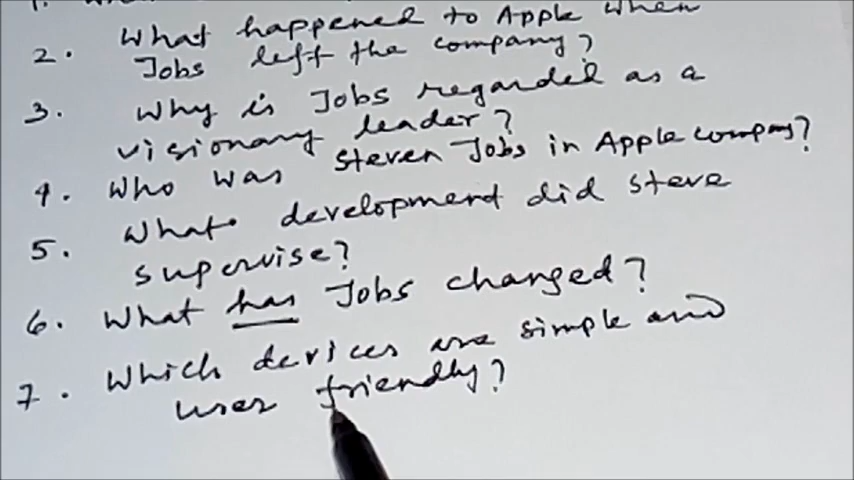 1.
2. What happened to Apple when
Jobs left the company?
3. Why is Jobs regarded as a
visionary leader?
4. Who was Steven Jobs in Apple company?
5. What development did Steve
supervise?
6. What has Jobs changed?
7. Which devices are simple and
user friendly?